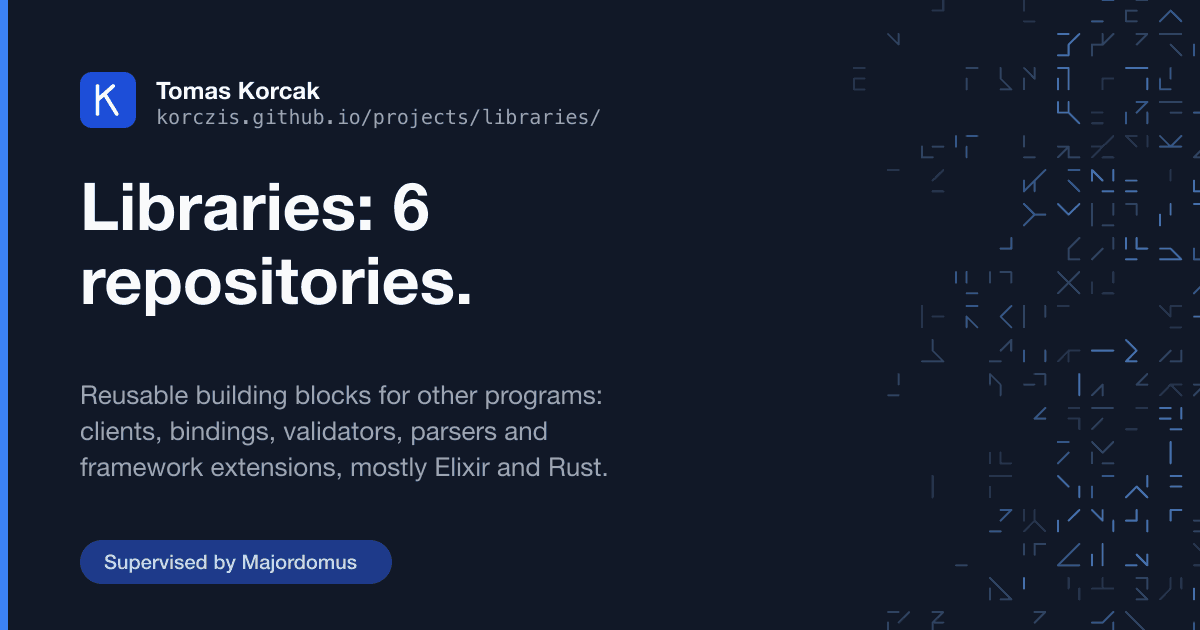 K
Tomas Korcak
korczis.github.io/projects/libraries/
Libraries: 6
repositories.
Reusable building blocks for other programs:
clients, bindings, validators, parsers and
framework extensions, mostly Elixir and Rust.
Supervised by Majordomus